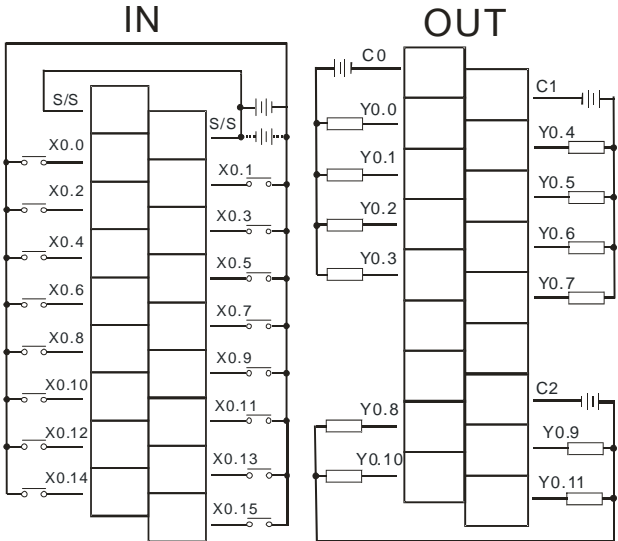 IN
OUT
S/S
S/S
X0.0
X0.1
X0.2
X0.3
X0.4
X0.5
X0.6
X0.7
X0.8
X0.9
X0.10
X0.11
X0.12
X0.13
X0.14
X0.15
C0
C1
Y0.0
Y0.4
Y0.1
Y0.5
Y0.2
Y0.6
Y0.3
Y0.7
C2
Y0.8
Y0.9
Y0.10
Y0.11